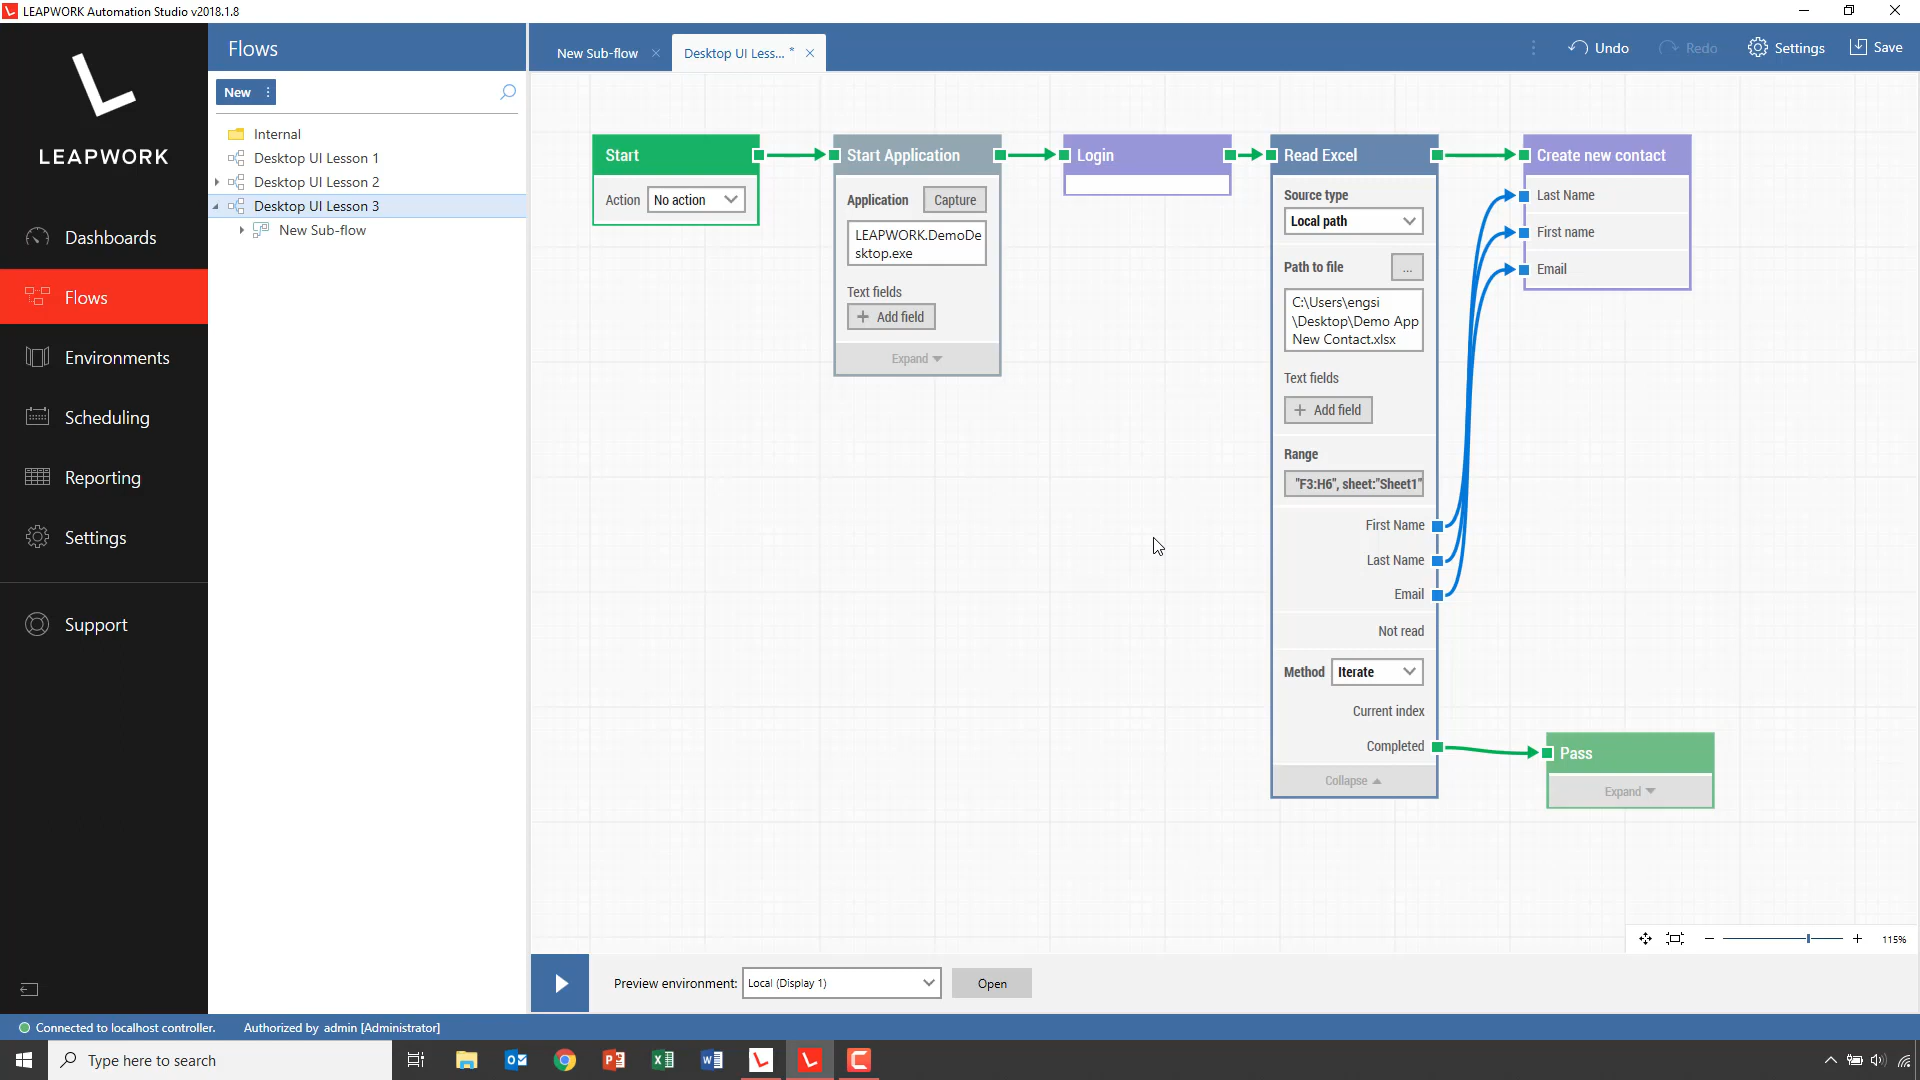 LEAPWORK Automation Studio v2018.1.8
LEAPWORK
Dashboards
Flows
Environments
Scheduling
Reporting
Settings
Support
Flows
New
Internal
Desktop UI Lesson 1
Desktop UI Lesson 2
Desktop UI Lesson 3
New Sub-flow
New Sub-flow
Desktop UI Less... *
Undo
Redo
Settings
Save
Start
Action No action
Start Application
Application Capture
LEAPWORK.DemoDe
sktop.exe
Text fields
+ Add field
Expand
Login
Read Excel
Source type
Local path
Path to file ...
C:\Users\engsi
\Desktop\Demo App
New Contact.xlsx
Text fields
+ Add field
Range
"F3:H6", sheet:"Sheet1"
First Name
Last Name
Email
Not read
Method Iterate
Current index
Completed
Collapse
Create new contact
Last Name
First name
Email
Pass
Expand
115%
Preview environment: Local (Display 1) Open
Connected to localhost controller. Authorized by admin [Administrator]
Type here to search